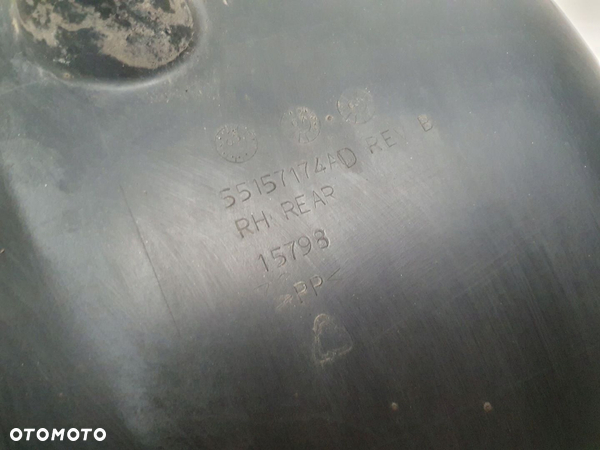 55157174AD REV B
RH REAR
15798
>PP<
OTOMOTO